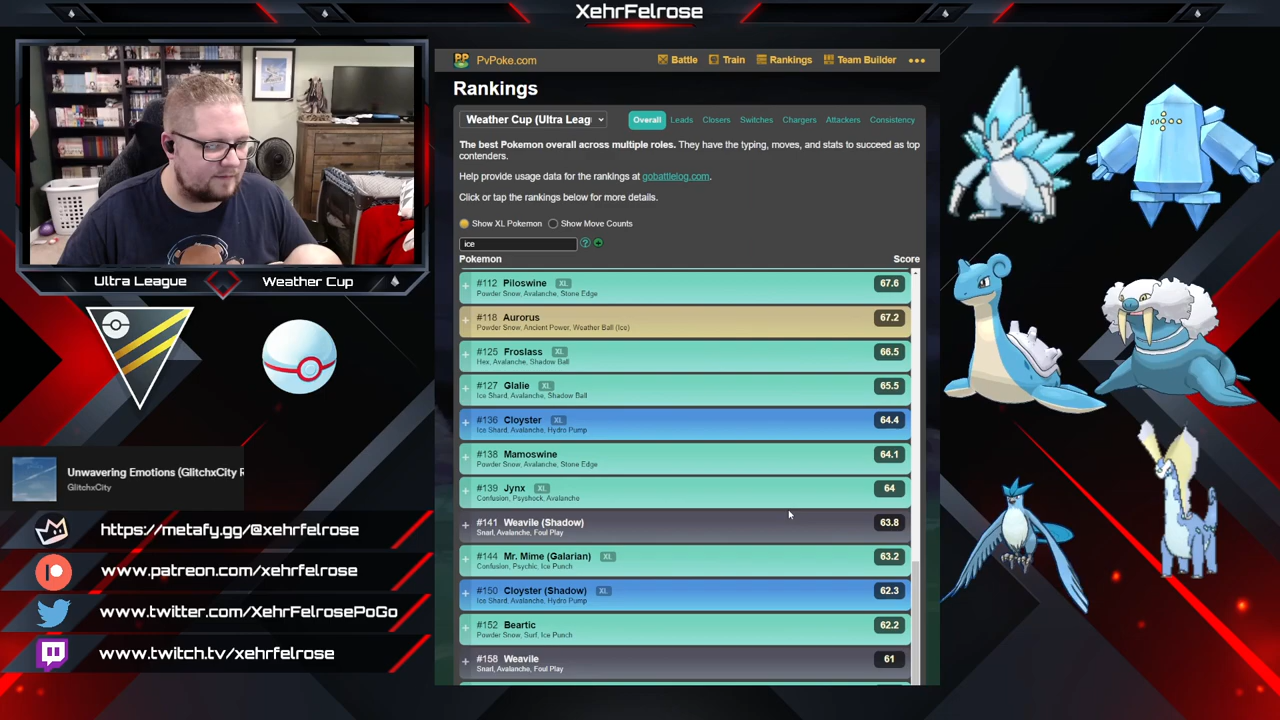 XehrFelrose
PvPoke.com
Battle
Train
Rankings
Team Builder
Rankings
Weather Cup (Ultra Leag
Overall
Leads
Closers
Switches
Chargers
Attackers
Consistency
The best Pokemon overall across multiple roles. They have the typing, moves, and stats to succeed as top
contenders.
Help provide usage data for the rankings at gobattlelog.com.
Click or tap the rankings below for more details.
Show XL Pokemon
Show Move Counts
ice
Pokemon
Score
#112 Piloswine XL 67.6
Powder Snow, Avalanche, Stone Edge
#118 Aurorus 67.2
Powder Snow, Ancient Power, Weather Ball (Ice)
#125 Froslass XL 66.5
Hex, Avalanche, Shadow Ball
#127 Glalie XL 65.5
Ice Shard, Avalanche, Shadow Ball
#136 Cloyster XL 64.4
Ice Shard, Avalanche, Hydro Pump
#138 Mamoswine 64.1
Powder Snow, Avalanche, Stone Edge
#139 Jynx XL 64
Confusion, Psyshock, Avalanche
#141 Weavile (Shadow) 63.8
Snarl, Avalanche, Foul Play
#144 Mr. Mime (Galarian) XL 63.2
Confusion, Psychic, Ice Punch
#150 Cloyster (Shadow) XL 62.3
Ice Shard, Avalanche, Hydro Pump
#152 Beartic 62.2
Powder Snow, Surf, Ice Punch
#158 Weavile 61
Snarl, Avalanche, Foul Play
Ultra League
Weather Cup
Unwavering Emotions (GlitchxCity R
GlitchxCity
https://metafy.gg/@xehrfelrose
www.patreon.com/xehrfelrose
www.twitter.com/XehrFelrosePoGo
www.twitch.tv/xehrfelrose